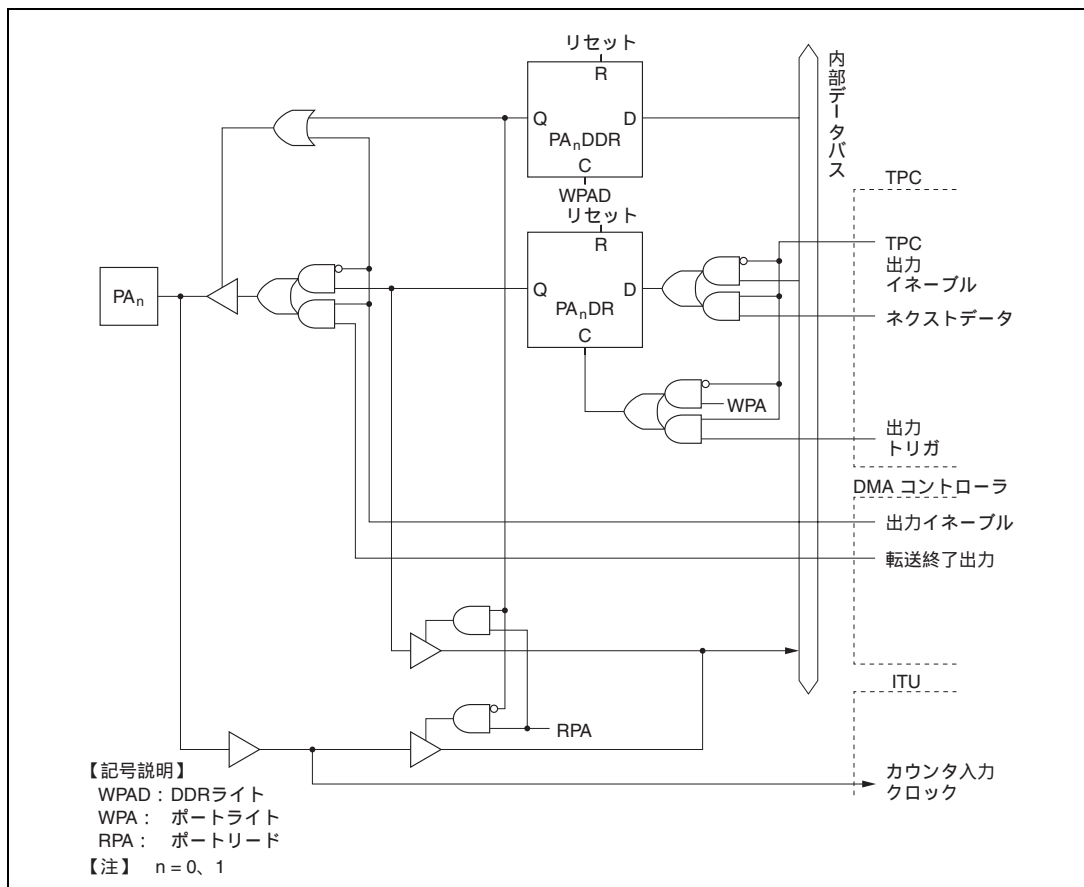 リセット
R
Q
D
PAnDDR
C
WPAD
内部データバス
TPC
リセット
R
TPC
出力
イネーブル
PAn
Q
D
PAnDR
C
ネクストデータ
WPA
出力
トリガ
DMA コントローラ
出力イネーブル
転送終了出力
ITU
RPA
カウンタ入力
クロック
【記号説明】
WPAD : DDRライト
WPA : ポートライト
RPA : ポートリード
【注】 n = 0、1